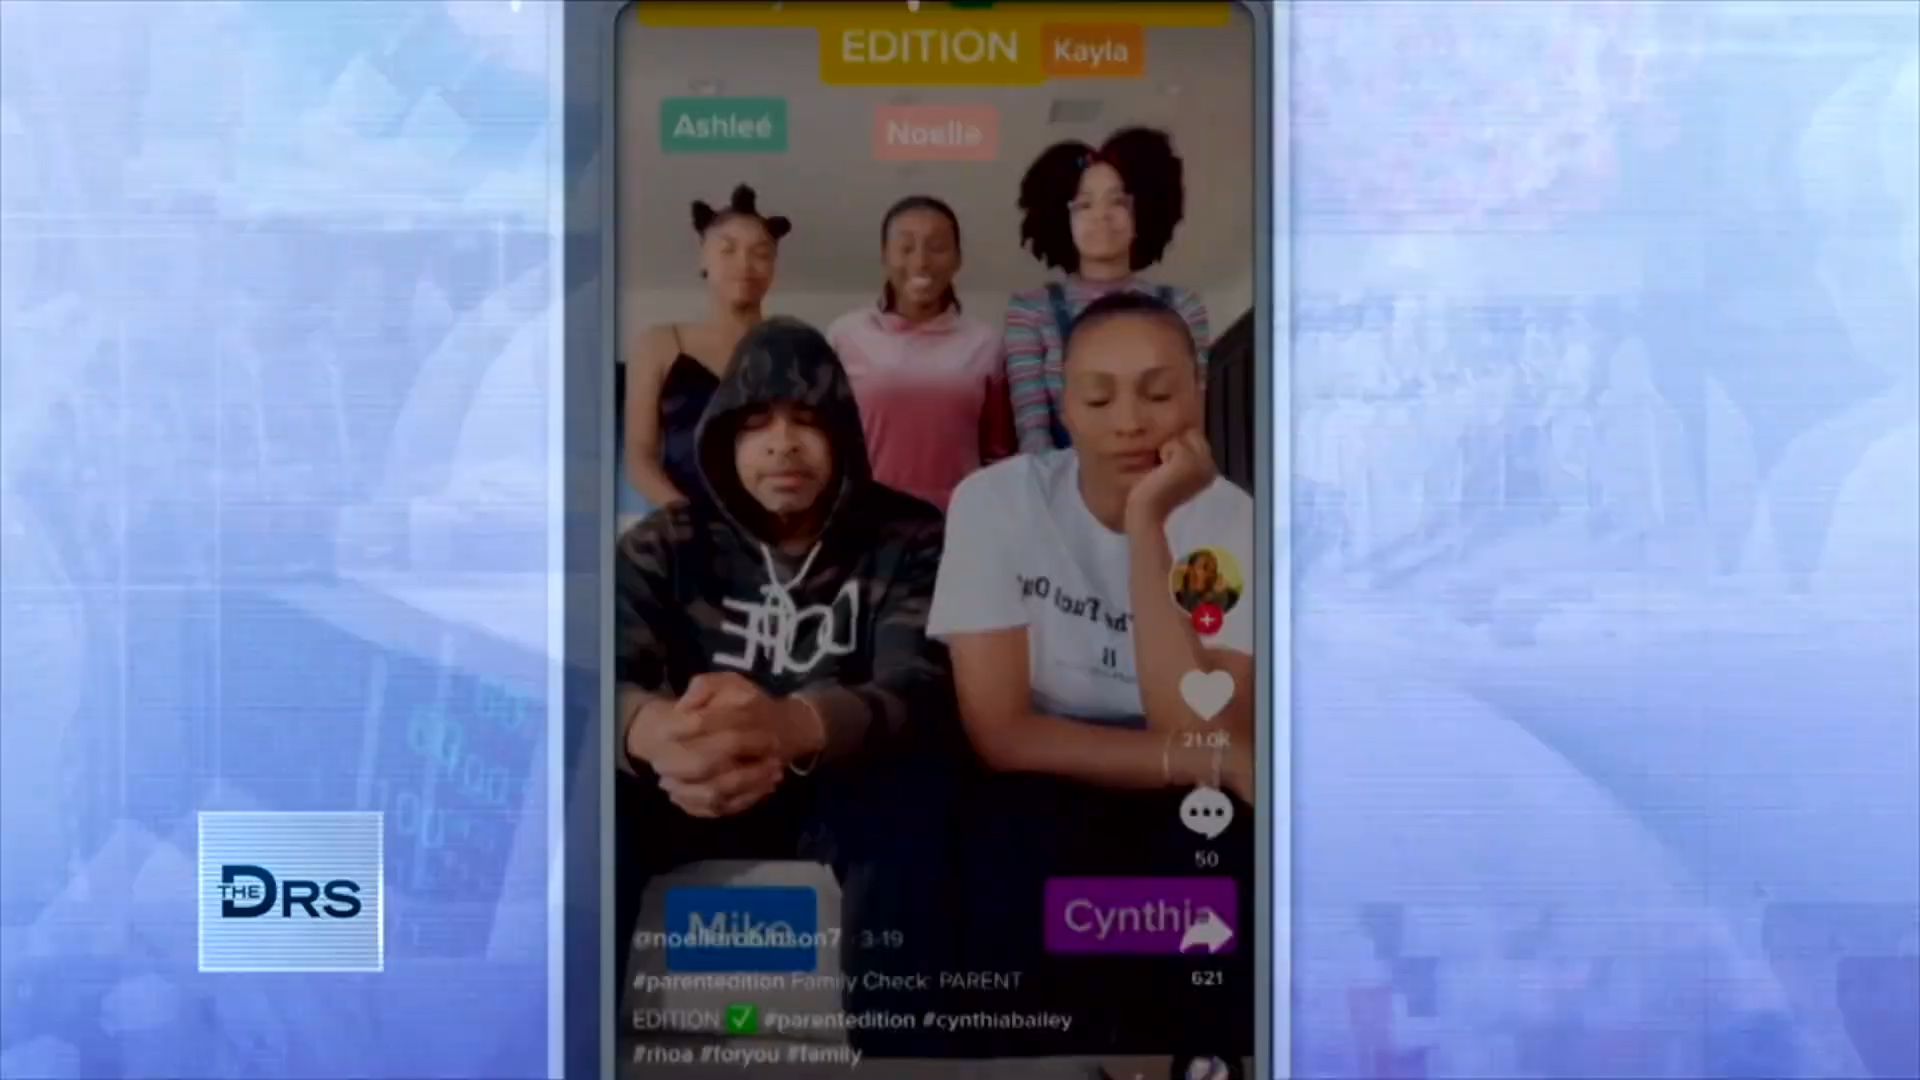 EDITION
Kayla
Ashleé
Noelle
DOPE
21.0K
50
Mike
Cynthia
@noellerobinson7 · 3-19
621
#parentedition Family Check: PARENT
EDITION ✅ #parentedition #cynthiabailey
#rhoa #foryou #family
THE DRS